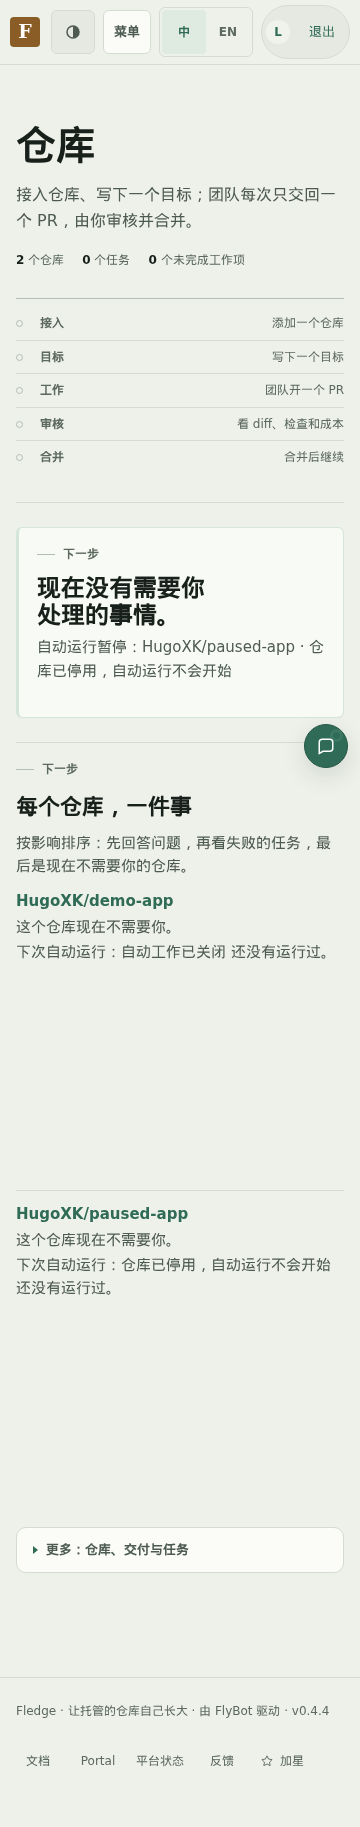 F
菜单
中
EN
L
退出
仓库
接入仓库、写下一个目标；团队每次只交回一
个 PR，由你审核并合并。
2 个仓库 0 个任务 0 个未完成工作项
接入 添加一个仓库
目标 写下一个目标
工作 团队开一个 PR
审核 看 diff、检查和成本
合并 合并后继续
下一步
现在没有需要你
处理的事情。
自动运行暂停：HugoXK/paused-app · 仓
库已停用，自动运行不会开始
下一步
每个仓库，一件事
按影响排序：先回答问题，再看失败的任务，最
后是现在不需要你的仓库。
HugoXK/demo-app
这个仓库现在不需要你。
下次自动运行：自动工作已关闭 还没有运行过。
HugoXK/paused-app
这个仓库现在不需要你。
下次自动运行：仓库已停用，自动运行不会开始
还没有运行过。
更多：仓库、交付与任务
Fledge · 让托管的仓库自己长大 · 由 FlyBot 驱动 · v0.4.4
文档 Portal 平台状态 反馈 加星